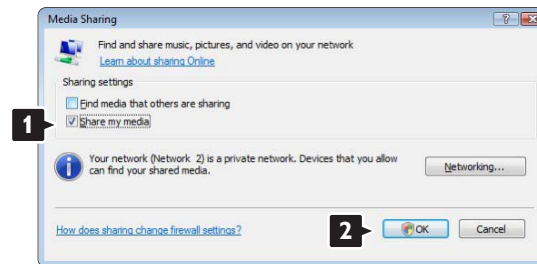 Media Sharing
Find and share music, pictures, and video on your network
Learn about sharing Online
Sharing settings
Find media that others are sharing
1
Share my media
Your network (Network 2) is a private network. Devices that you allow
can find your shared media.
Networking...
How does sharing change firewall settings?
2
OK
Cancel